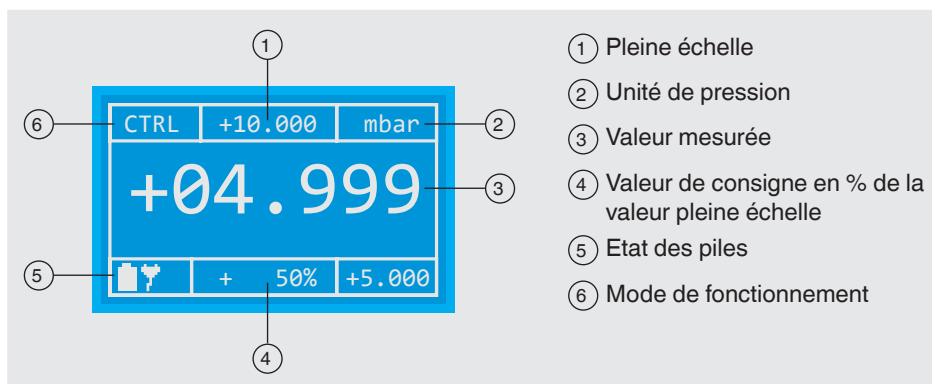 1
6
CTRL
+10.000
mbar
2
+04.999
3
5
+ 50%
+5.000
4
1 Pleine échelle
2 Unité de pression
3 Valeur mesurée
4 Valeur de consigne en % de la
valeur pleine échelle
5 Etat des piles
6 Mode de fonctionnement